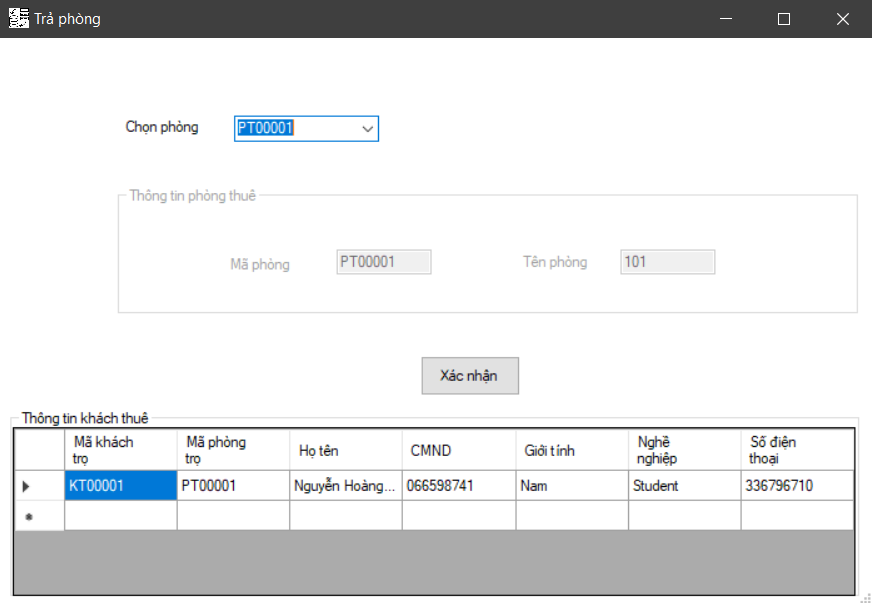 Trả phòng
Chọn phòng PT00001
Thông tin phòng thuê
Mã phòng PT00001 Tên phòng 101
Xác nhận
Thông tin khách thuê
Mã khách trọ Mã phòng trọ Họ tên CMND Giới tính Nghề nghiệp Số điện thoại
KT00001 PT00001 Nguyễn Hoàng... 066598741 Nam Student 336796710